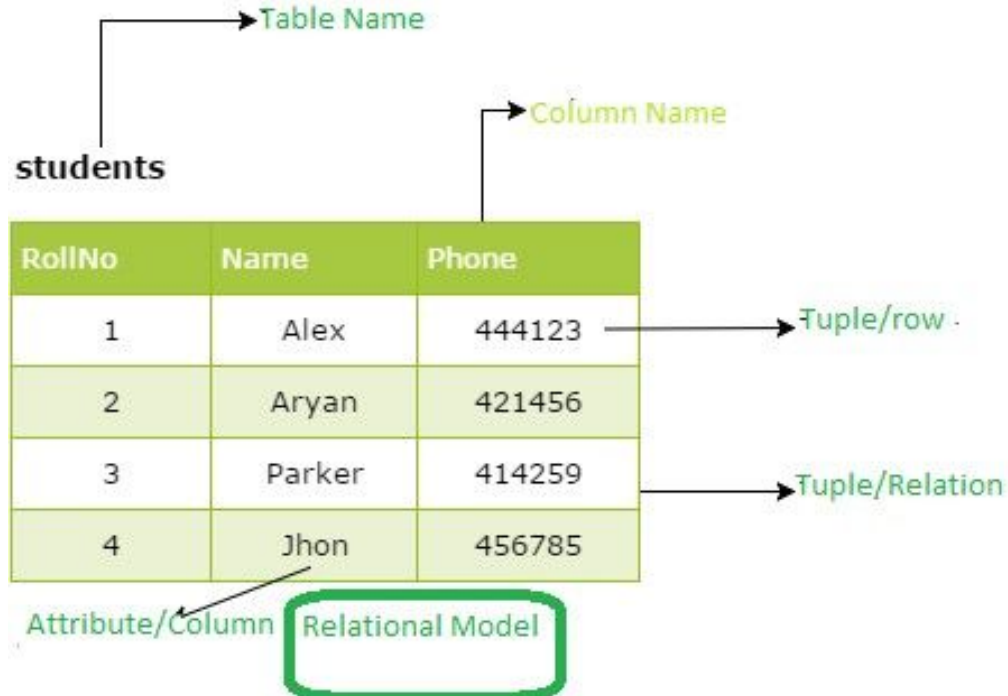 Table Name
Column Name
students
RollNo Name Phone
1 Alex 444123
Tuple/row
2 Aryan 421456
3 Parker 414259
Tuple/Relation
4 Jhon 456785
Attribute/Column
Relational Model